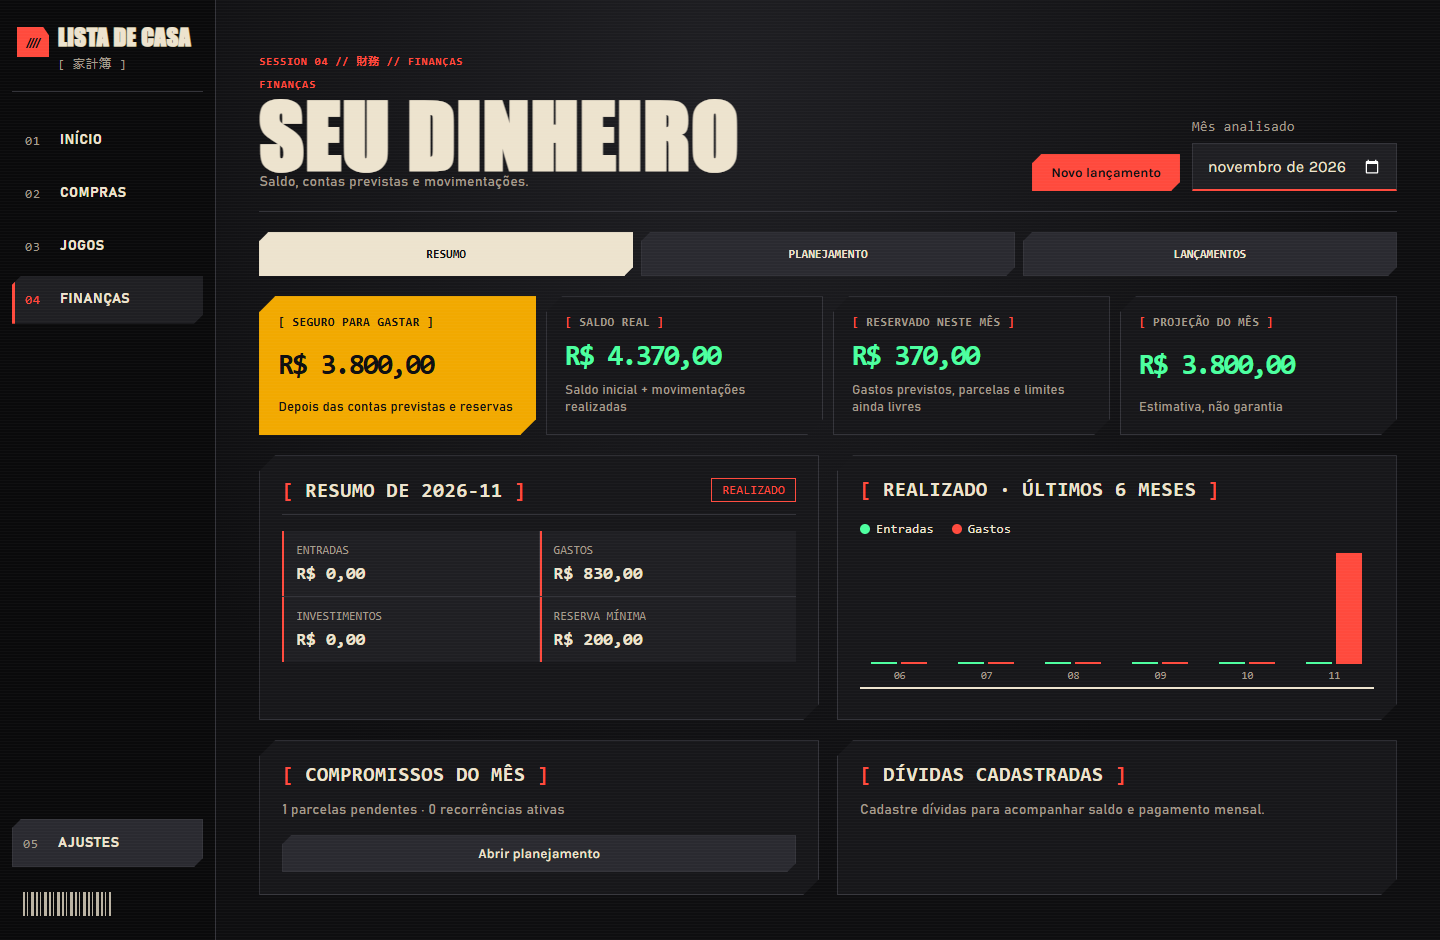 LISTA DE CASA
[ 家計簿 ]
01 INÍCIO
02 COMPRAS
03 JOGOS
04 FINANÇAS
05 AJUSTES
SESSION 04 // 財務 // FINANÇAS
FINANÇAS
SEU DINHEIRO
Saldo, contas previstas e movimentações.
Novo lançamento
Mês analisado
novembro de 2026
RESUMO
PLANEJAMENTO
LANÇAMENTOS
[ SEGURO PARA GASTAR ]
R$ 3.800,00
Depois das contas previstas e reservas
[ SALDO REAL ]
R$ 4.370,00
Saldo inicial + movimentações
realizadas
[ RESERVADO NESTE MÊS ]
R$ 370,00
Gastos previstos, parcelas e limites
ainda livres
[ PROJEÇÃO DO MÊS ]
R$ 3.800,00
Estimativa, não garantia
[ RESUMO DE 2026-11 ]
REALIZADO
ENTRADAS
R$ 0,00
GASTOS
R$ 830,00
INVESTIMENTOS
R$ 0,00
RESERVA MÍNIMA
R$ 200,00
[ REALIZADO · ÚLTIMOS 6 MESES ]
Entradas Gastos
06 07 08 09 10 11
[ COMPROMISSOS DO MÊS ]
1 parcelas pendentes · 0 recorrências ativas
Abrir planejamento
[ DÍVIDAS CADASTRADAS ]
Cadastre dívidas para acompanhar saldo e pagamento mensal.